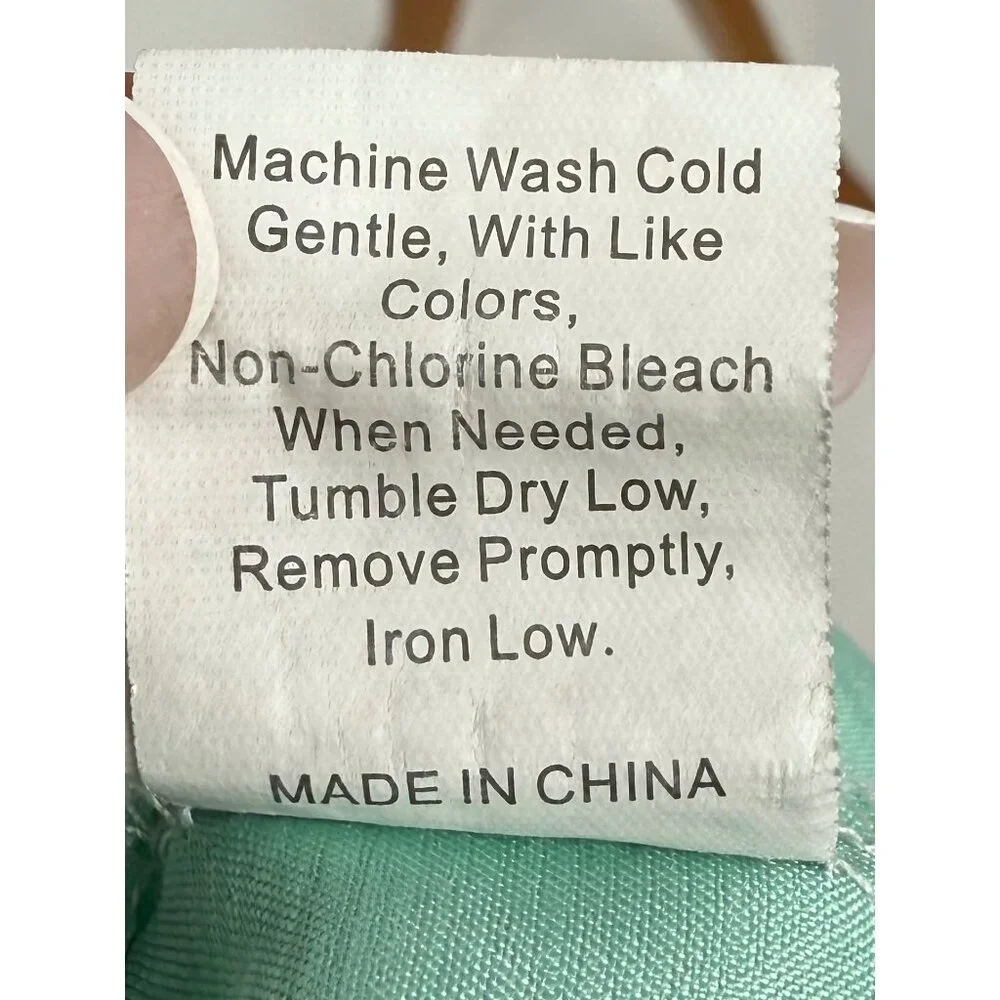 Machine Wash Cold
Gentle, With Like
Colors,
Non-Chlorine Bleach
When Needed,
Tumble Dry Low,
Remove Promptly,
Iron Low.
MADE IN CHINA